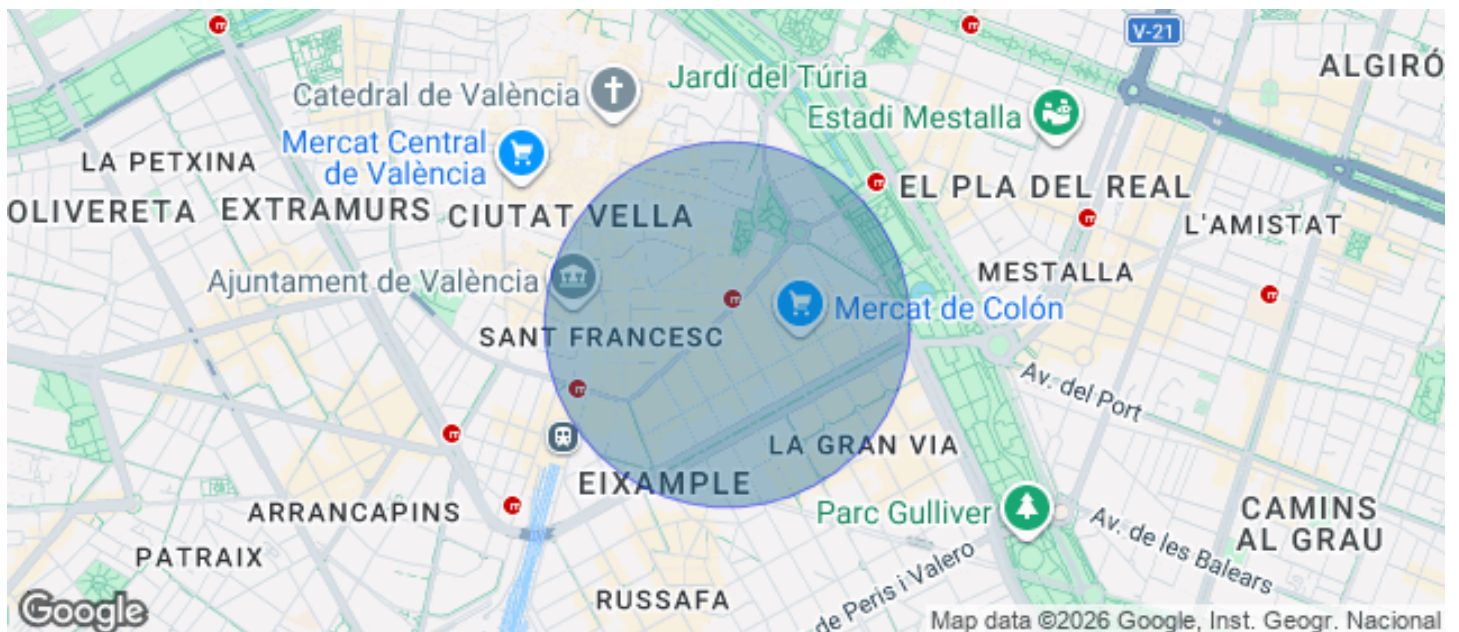 V-21
ALGIRÓ
Jardí del Túria
Catedral de València
Estadi Mestalla
Mercat Central
de València
LA PETXINA
EL PLA DEL REAL
OLIVERETA
EXTRAMURS
CIUTAT VELLA
L'AMISTAT
Ajuntament de València
MESTALLA
Mercat de Colón
SANT FRANCESC
Av. del Port
LA GRAN VIA
EIXAMPLE
ARRANCAPINS
Parc Gulliver
CAMINS
AL GRAU
Av. de les Balears
PATRAIX
RUSSAFA
de Peris i Valero
Google
Map data ©2026 Google, Inst. Geogr. Nacional